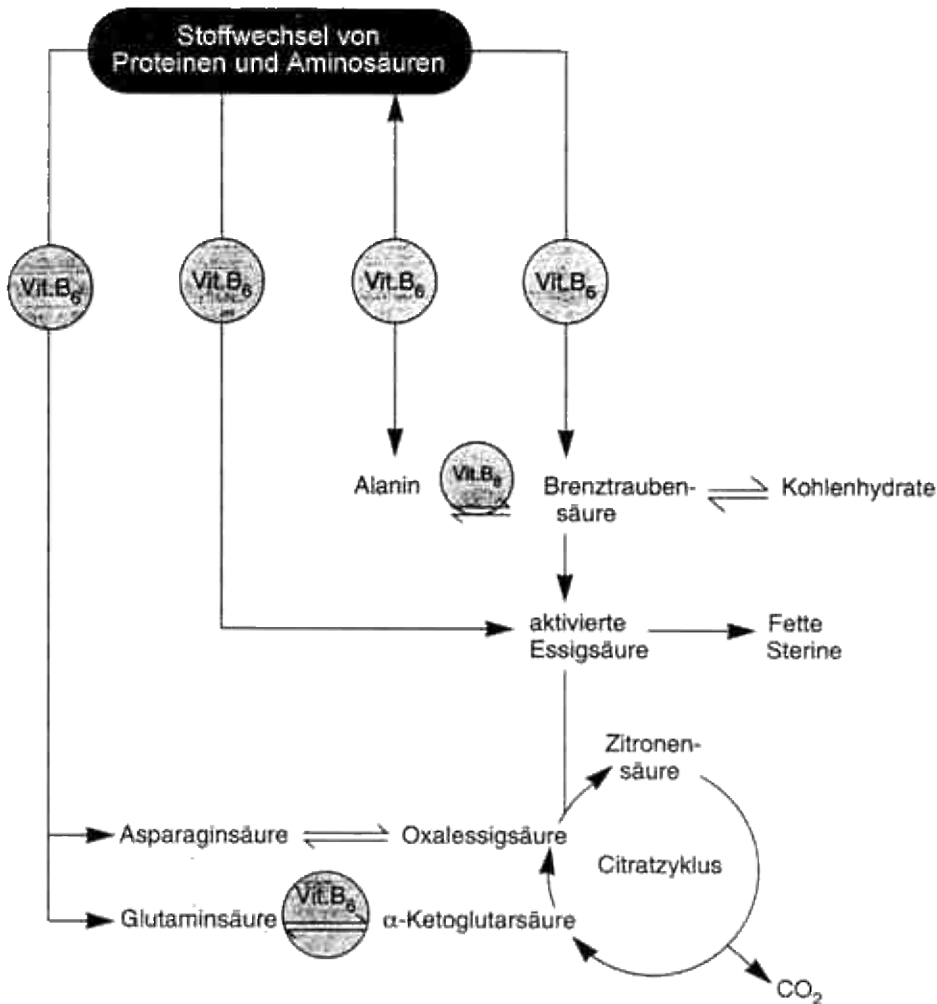 Stoffwechsel von
Proteinen und Aminosäuren
Vit.B6
Vit.B6
Vit.B6
Vit.B6
Alanin
Vit.B6
Brenztrauben-
säure
Kohlenhydrate
aktivierte
Essigsäure
Fette
Sterine
Zitronen-
säure
Asparaginsäure
Oxalessigsäure
Citratzyklus
Vit.B6
Glutaminsäure
α-Ketoglutarsäure
CO2